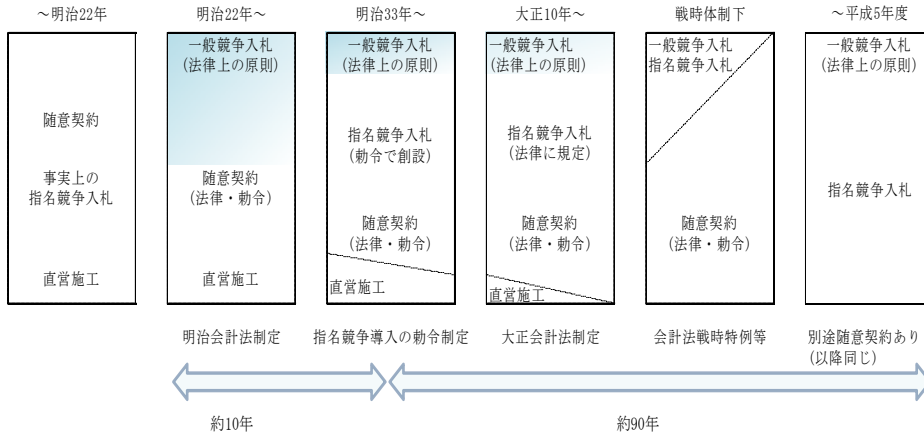 ～明治22年
随意契約
事実上の
指名競争入札
直営施工
明治22年～
一般競争入札
(法律上の原則)
随意契約
(法律・勅令)
直営施工
明治会計法制定
明治33年～
一般競争入札
(法律上の原則)
指名競争入札
(勅令で創設)
随意契約
(法律・勅令)
直営施工
指名競争導入の勅令制定
大正10年～
一般競争入札
(法律上の原則)
指名競争入札
(法律に規定)
随意契約
(法律・勅令)
直営施工
大正会計法制定
戦時体制下
一般競争入札
指名競争入札
随意契約
(法律・勅令)
会計法戦時特例等
～平成5年度
一般競争入札
(法律上の原則)
指名競争入札
別途随意契約あり
(以降同じ)
約10年
約90年